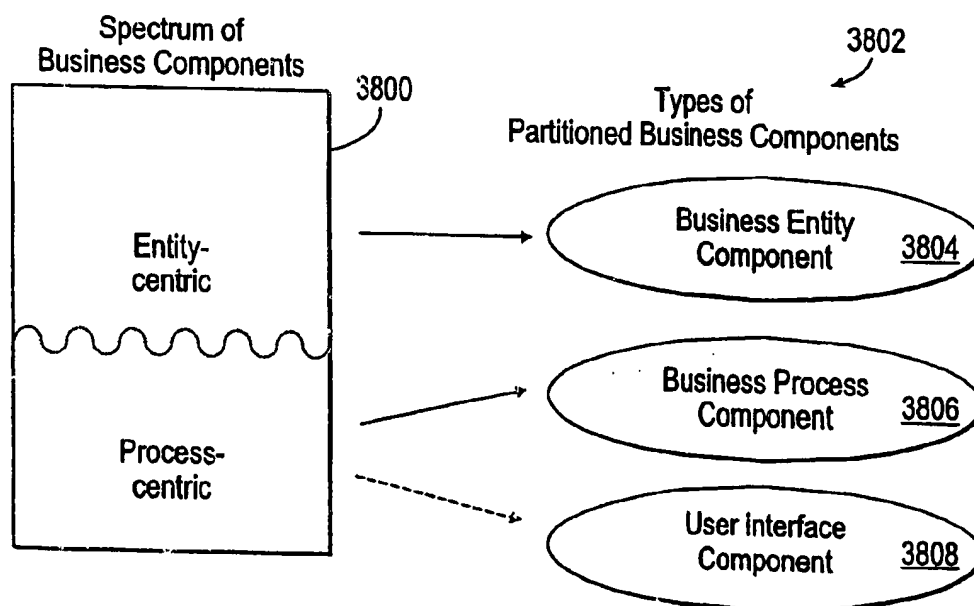 Spectrum of
Business Components
3800
3802
Types of
Partitioned Business Components
Entity-
centric
Business Entity
Component
3804
Process-
centric
Business Process
Component
3806
User Interface
Component
3808